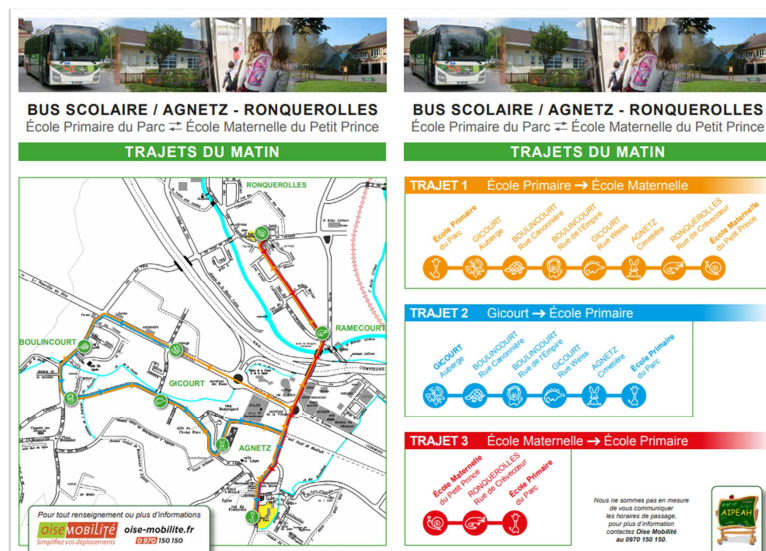 BUS SCOLAIRE / AGNETZ - RONQUEROLLES
École Primaire du Parc ⇄ École Maternelle du Petit Prince
TRAJETS DU MATIN
RONQUEROLLES
RAMECOURT
BOULINCOURT
GICOURT
AGNETZ
Pour tout renseignement ou plus d'informations
oise MOBILITÉ oise-mobilite.fr
Simplifiez vos déplacements 0 970 150 150
BUS SCOLAIRE / AGNETZ - RONQUEROLLES
École Primaire du Parc ⇄ École Maternelle du Petit Prince
TRAJETS DU MATIN
TRAJET 1 École Primaire → École Maternelle
École Primaire
du Parc
GICOURT
Auberge
BOULINCOURT
Rue Canonnière
BOULINCOURT
Rue de l'Empire
GICOURT
Rue Weiss
AGNETZ
Cimetière
RONQUEROLLES
Rue de Crèvecœur
École Maternelle
du Petit Prince
TRAJET 2 Gicourt → École Primaire
GICOURT
Auberge
BOULINCOURT
Rue Canonnière
BOULINCOURT
Rue de l'Empire
GICOURT
Rue Weiss
AGNETZ
Cimetière
École Primaire
du Parc
TRAJET 3 École Maternelle → École Primaire
École Maternelle
du Petit Prince
RONQUEROLLES
Rue de Crèvecœur
École Primaire
du Parc
Nous ne sommes pas en mesure
de vous communiquer
les horaires de passage,
pour plus d'information
contactez Oise Mobilité
au 0970 150 150.
AIPEAH